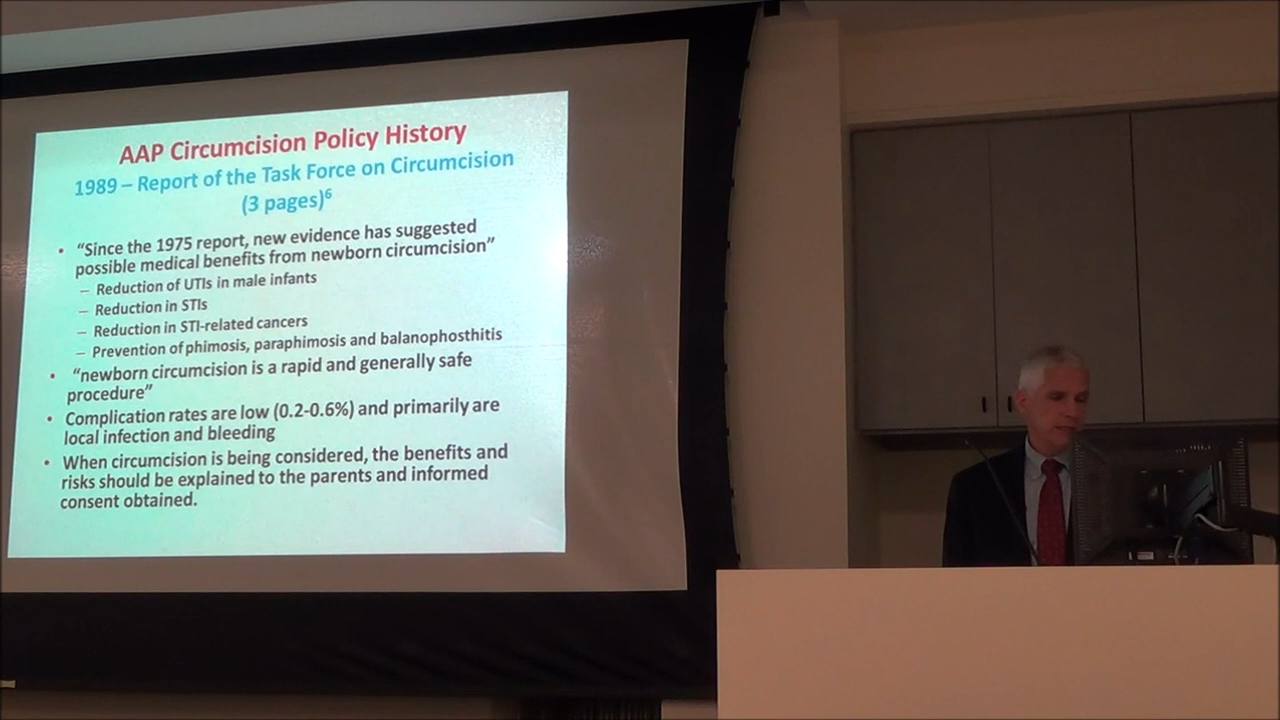 AAP Circumcision Policy History
1989 – Report of the Task Force on Circumcision
(3 pages)⁶
• “Since the 1975 report, new evidence has suggested
possible medical benefits from newborn circumcision”
– Reduction of UTIs in male infants
– Reduction in STIs
– Reduction in STI-related cancers
– Prevention of phimosis, paraphimosis and balanophosthitis
• “newborn circumcision is a rapid and generally safe
procedure”
• Complication rates are low (0.2-0.6%) and primarily are
local infection and bleeding
• When circumcision is being considered, the benefits and
risks should be explained to the parents and informed
consent obtained.